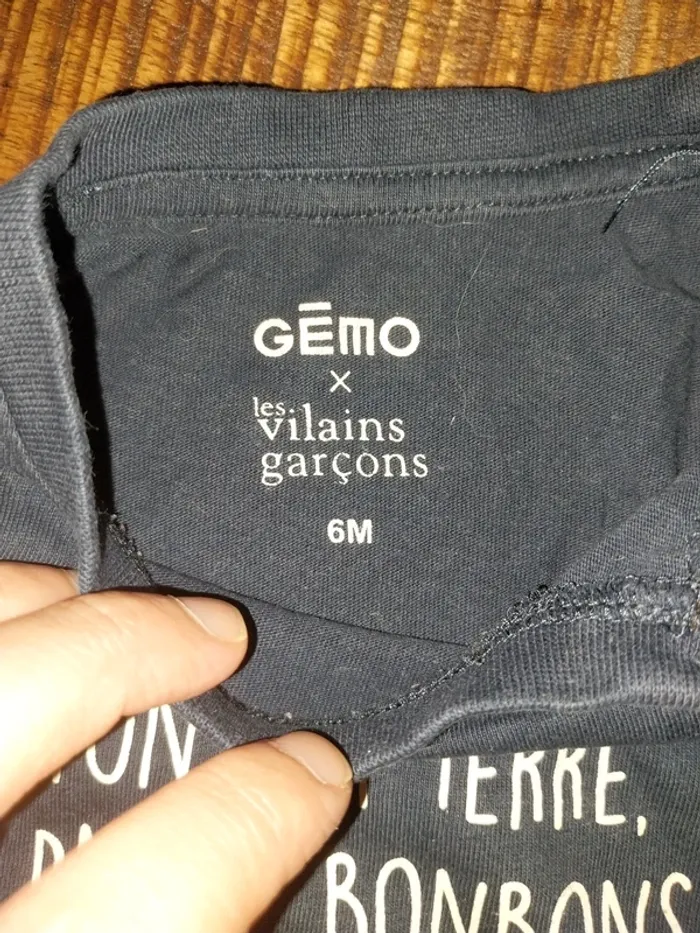 GĒMO
×
les
vilains
garçons
6M
TERRE,
BONBONS